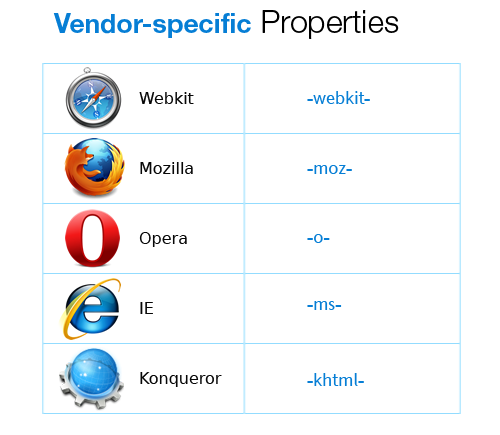 Vendor-specific Properties
Webkit -webkit-
Mozilla -moz-
Opera -o-
IE -ms-
Konqueror -khtml-